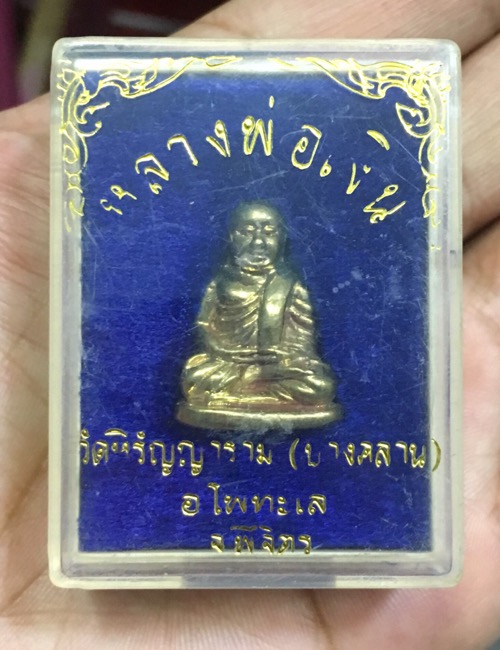 หลวงพ่อเงิน
วัดหิรัญญาราม (บางคลาน)
อ.โพทะเล
จ.พิจิตร